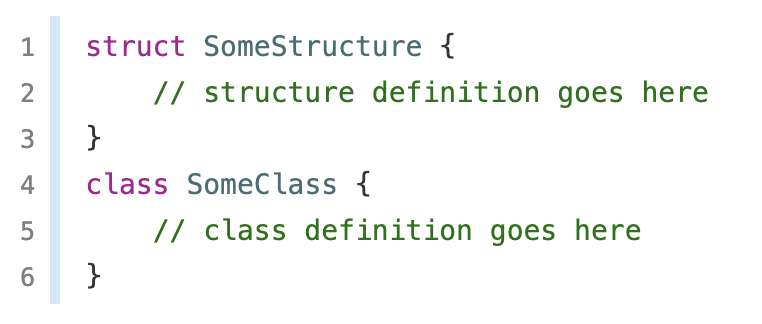 1 struct SomeStructure {
2     // structure definition goes here
3 }
4 class SomeClass {
5     // class definition goes here
6 }